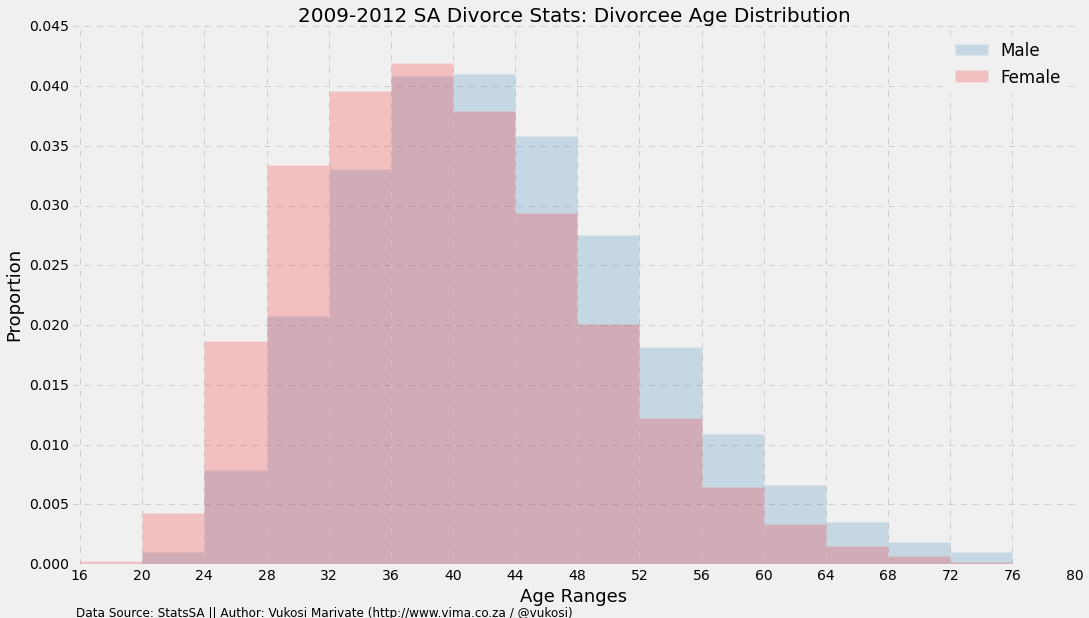 2009-2012 SA Divorce Stats: Divorcee Age Distribution
Male
Female
Proportion
0.045
0.040
0.035
0.030
0.025
0.020
0.015
0.010
0.005
0.000
16 20 24 28 32 36 40 44 48 52 56 60 64 68 72 76 80
Age Ranges
Data Source: StatsSA || Author: Vukosi Marivate (http://www.vima.co.za / @vukosi)